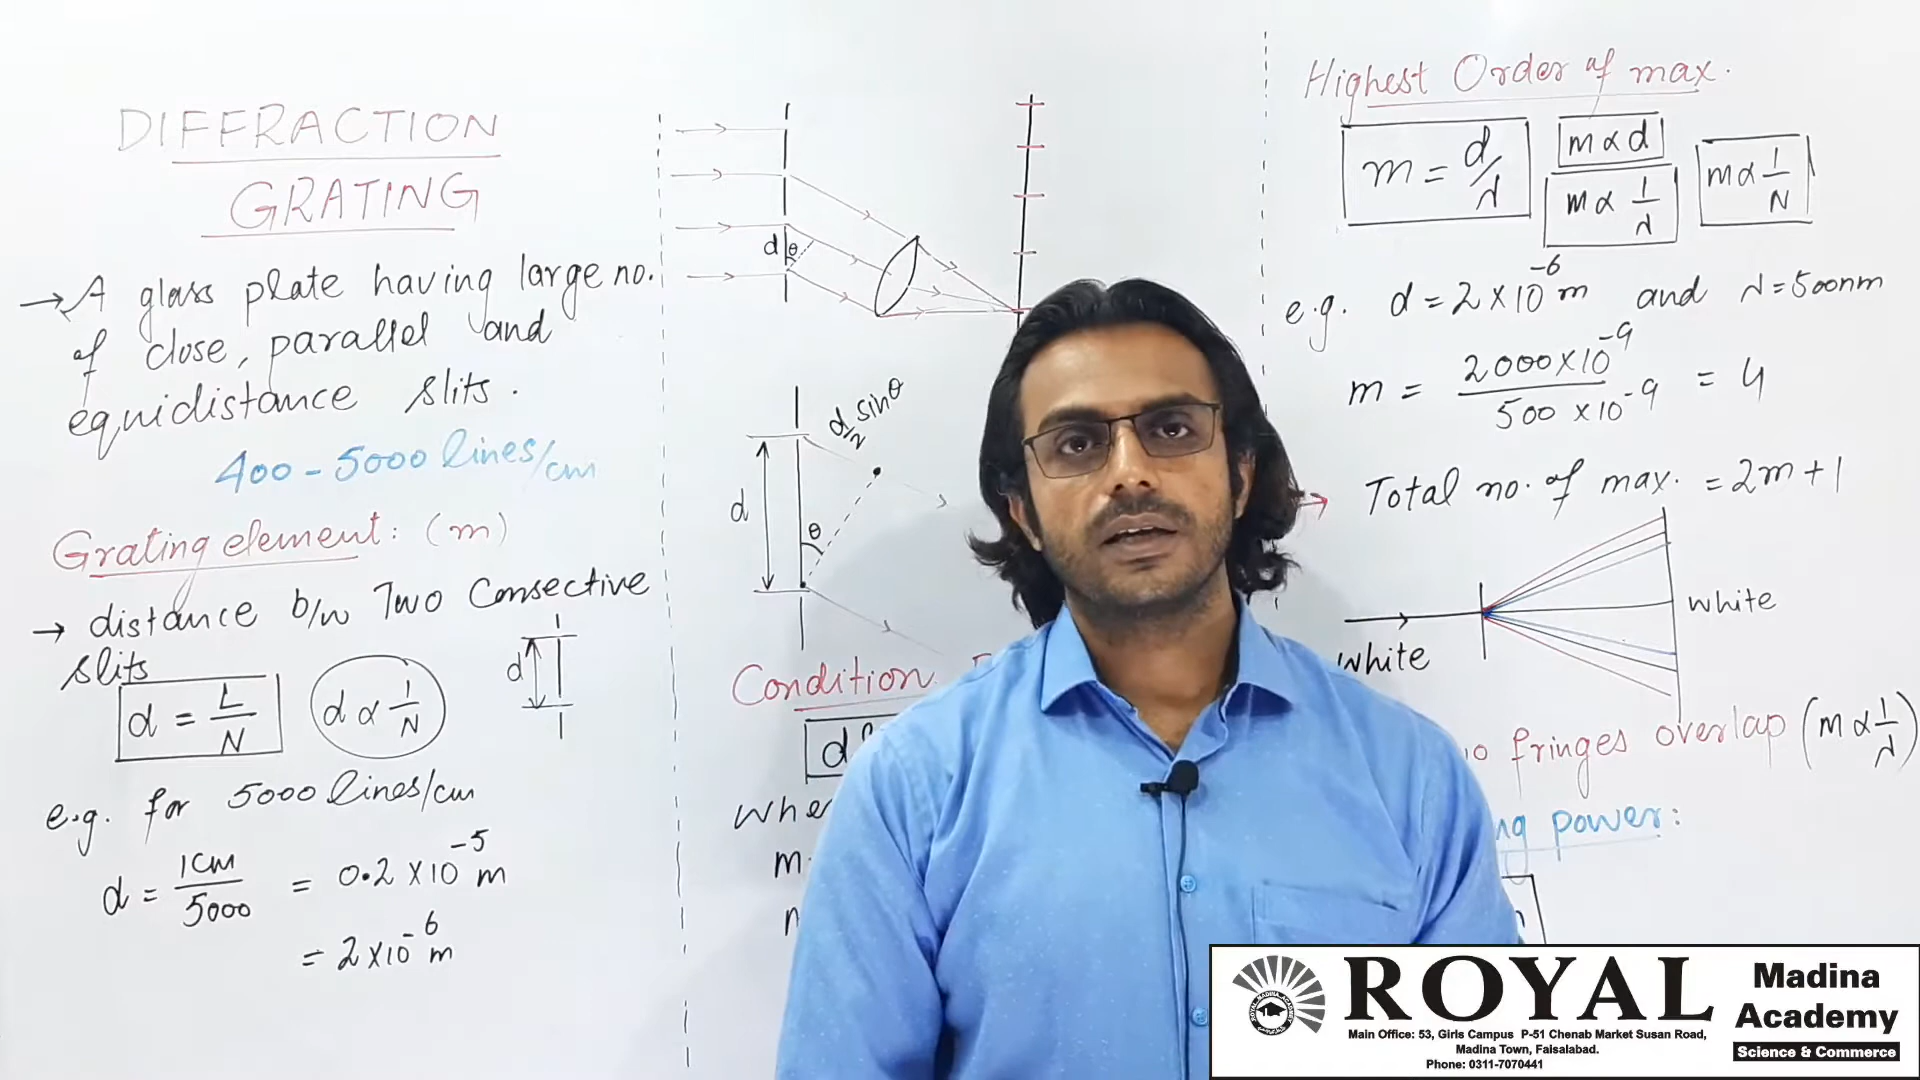 DIFFRACTION
GRATING
→ A glass plate having large no.
of close, parallel and
equidistance slits.
400 - 5000 lines/cm
Grating element: (m)
→ distance b/w Two Consective
slits
d = L/N
d ∝ 1/N
d
e.g. for 5000 lines/cm
d = 1cm/5000 = 0.2 × 10⁻⁵ m
= 2 × 10⁻⁶ m
d θ
d/2 sinθ
d
θ
Condition
d
whe
m
Highest Order of max.
m = d/λ
m ∝ d
m ∝ 1/λ
m ∝ 1/N
e.g. d = 2 × 10⁻⁶ m and λ = 500nm
m = 2000 × 10⁻⁹ / 500 × 10⁻⁹ = 4
→ Total no. of max. = 2m + 1
white
white
fringes overlap (m ∝ 1/λ)
ng power:
ROYAL
Madina
Academy
Science & Commerce
Main Office: 53, Girls Campus P-51 Chenab Market Susan Road,
Madina Town, Faisalabad.
Phone: 0311-7070441